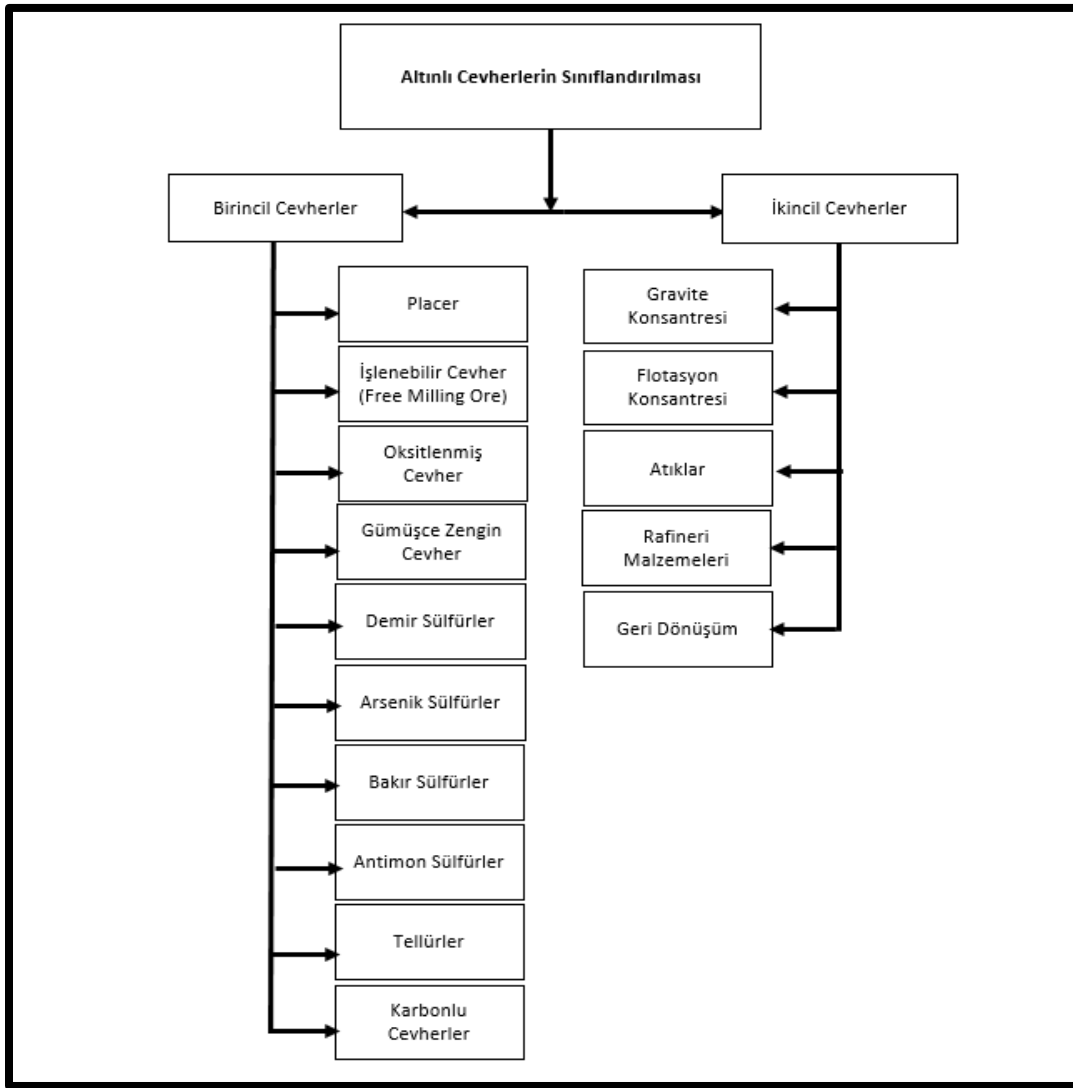 Altınlı Cevherlerin Sınıflandırılması
Birincil Cevherler
İkincil Cevherler
Placer
İşlenebilir Cevher
(Free Milling Ore)
Oksitlenmiş
Cevher
Gümüşce Zengin
Cevher
Demir Sülfürler
Arsenik Sülfürler
Bakır Sülfürler
Antimon Sülfürler
Tellürler
Karbonlu
Cevherler
Gravite
Konsantresi
Flotasyon
Konsantresi
Atıklar
Rafineri
Malzemeleri
Geri Dönüşüm